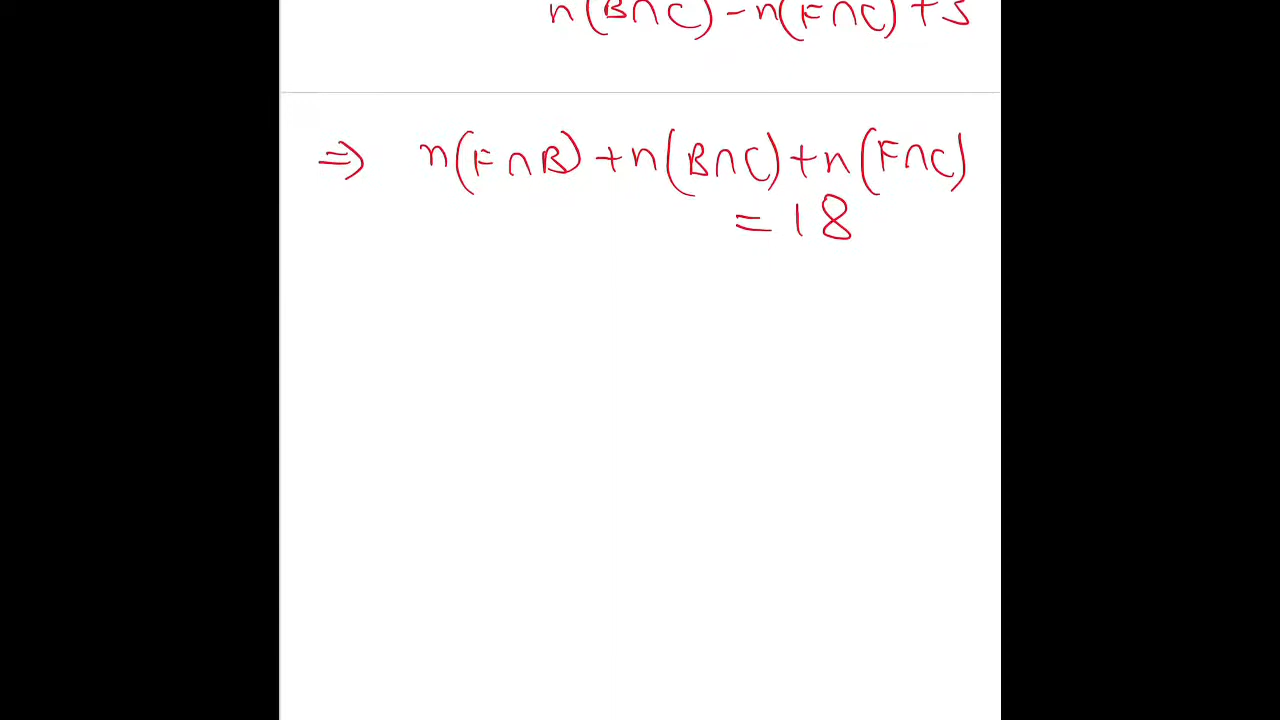 n(B∩C) - n(F∩C) + 3
⇒ n(F∩B) + n(B∩C) + n(F∩C)
= 18